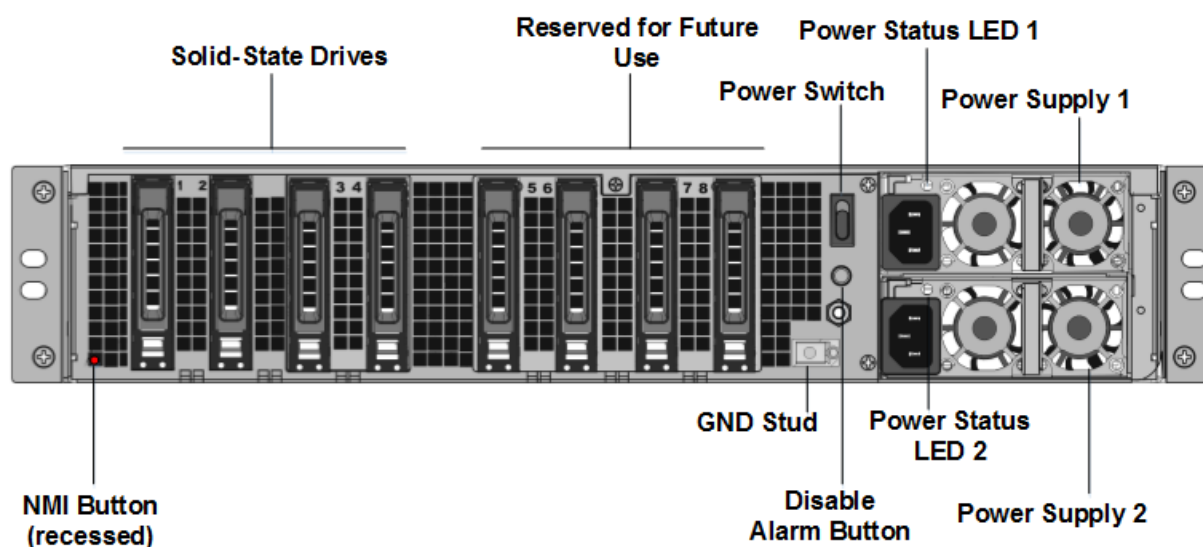 Reserved for Future
Use
Power Status LED 1
Solid-State Drives
Power Switch
Power Supply 1
1 2
3 4
5 6
7 8
GND Stud
Power Status
LED 2
NMI Button
(recessed)
Disable
Alarm Button
Power Supply 2